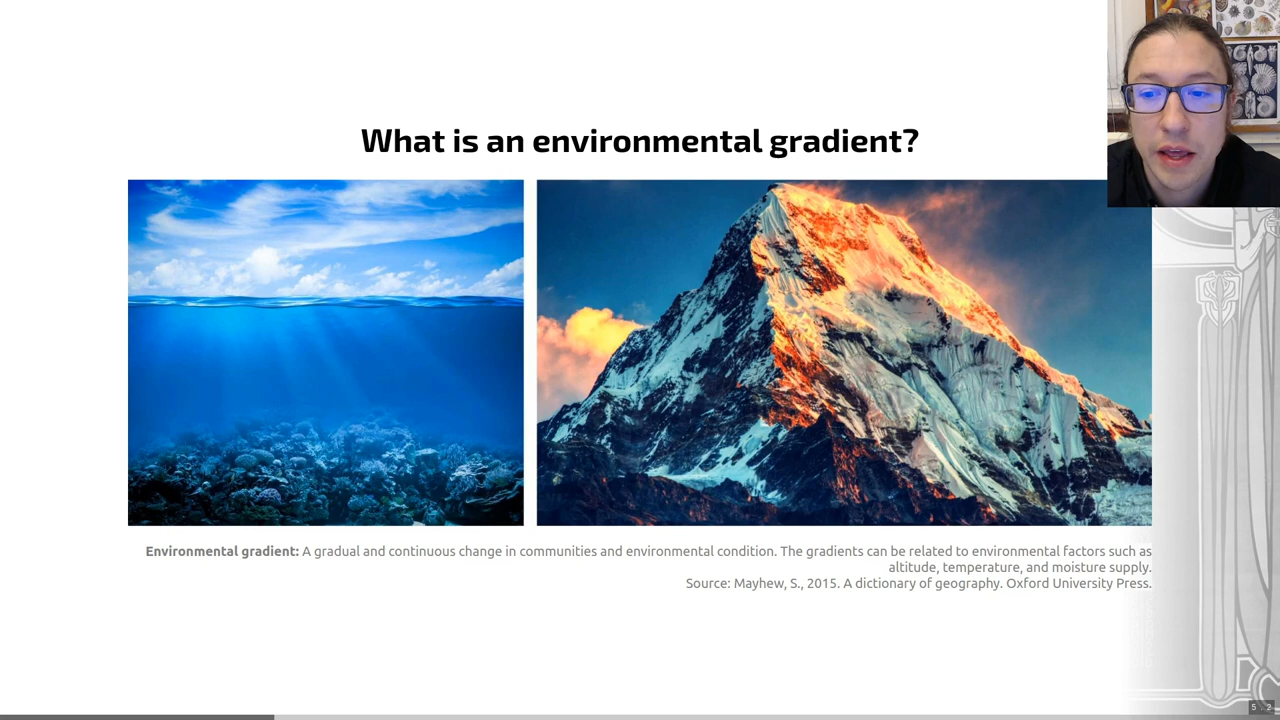 What is an environmental gradient?
Environmental gradient: A gradual and continuous change in communities and environmental condition. The gradients can be related to environmental factors such as
altitude, temperature, and moisture supply.
Source: Mayhew, S., 2015. A dictionary of geography. Oxford University Press.
5 . 2